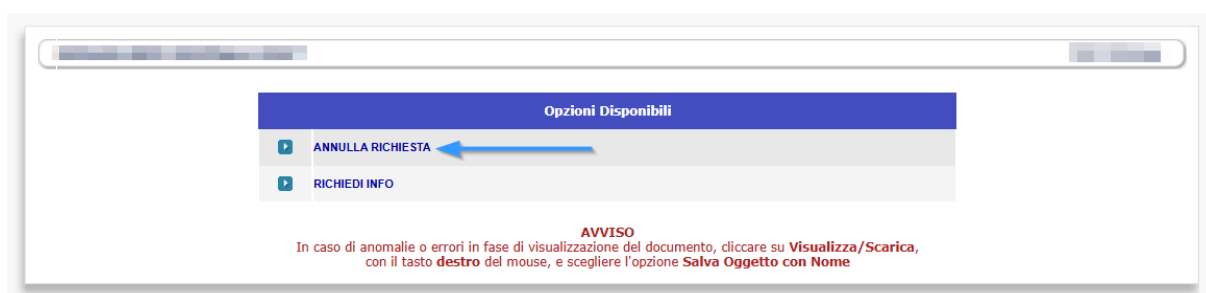 Opzioni Disponibili
ANNULLA RICHIESTA
RICHIEDI INFO
AVVISO
In caso di anomalie o errori in fase di visualizzazione del documento, cliccare su Visualizza/Scarica,
con il tasto destro del mouse, e scegliere l'opzione Salva Oggetto con Nome